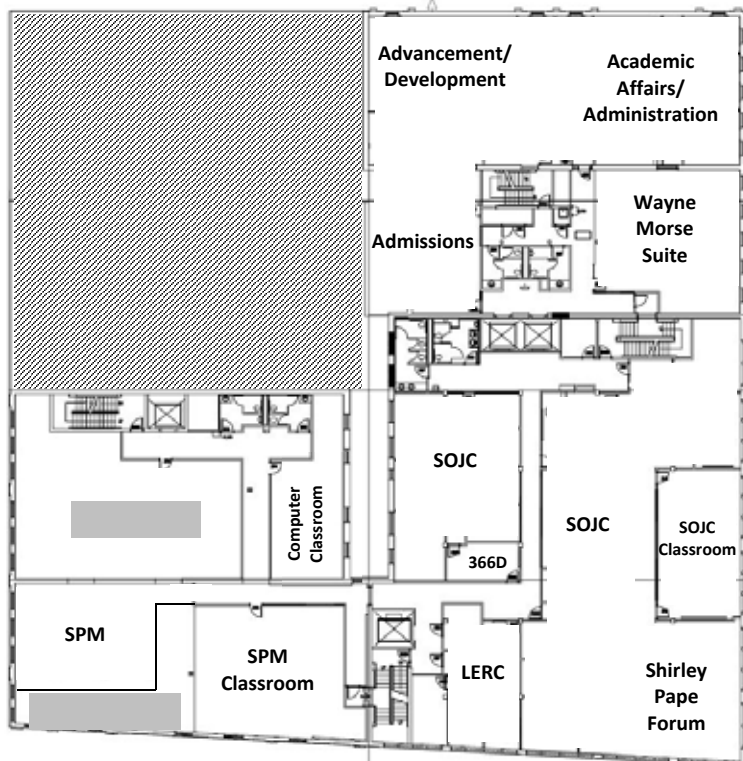 Advancement/
Development
Academic
Affairs/
Administration
Admissions
Wayne
Morse
Suite
SOJC
366D
SOJC
SOJC
Classroom
Computer
Classroom
SPM
SPM
Classroom
LERC
Shirley
Pape
Forum